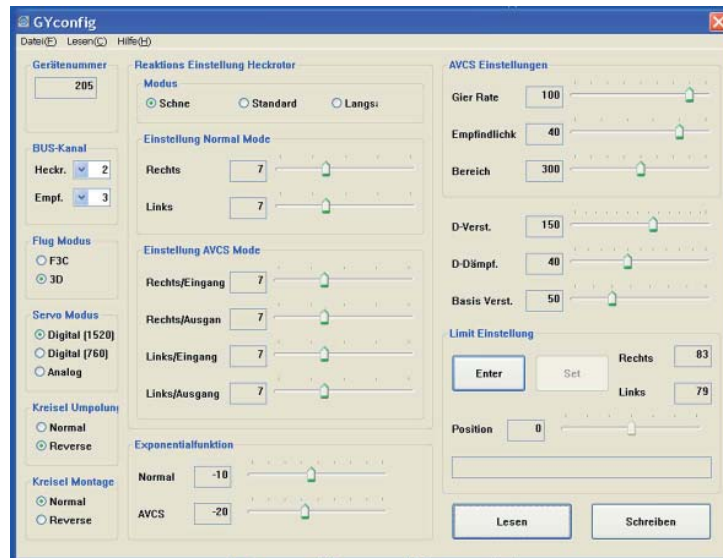 GYconfig
Datei(F) Lesen(C) Hilfe(H)
Gerätenummer
205
BUS-Kanal
Heckr. 2
Empf. 3
Flug Modus
F3C
3D
Servo Modus
Digital (1520)
Digital (760)
Analog
Kreisel Umpolung
Normal
Reverse
Kreisel Montage
Normal
Reverse
Reaktions Einstellung Heckrotor
Modus
Schne Standard Langsa
Einstellung Normal Mode
Rechts 7
Links 7
Einstellung AVCS Mode
Rechts/Eingang 7
Rechts/Ausgan 7
Links/Eingang 7
Links/Ausgang 7
Exponentialfunktion
Normal -10
AVCS -20
AVCS Einstellungen
Gier Rate 100
Empfindlichk 40
Bereich 300
D-Verst. 150
D-Dämpf. 40
Basis Verst. 50
Limit Einstellung
Enter Set
Rechts 83
Links 79
Position 0
Lesen Schreiben